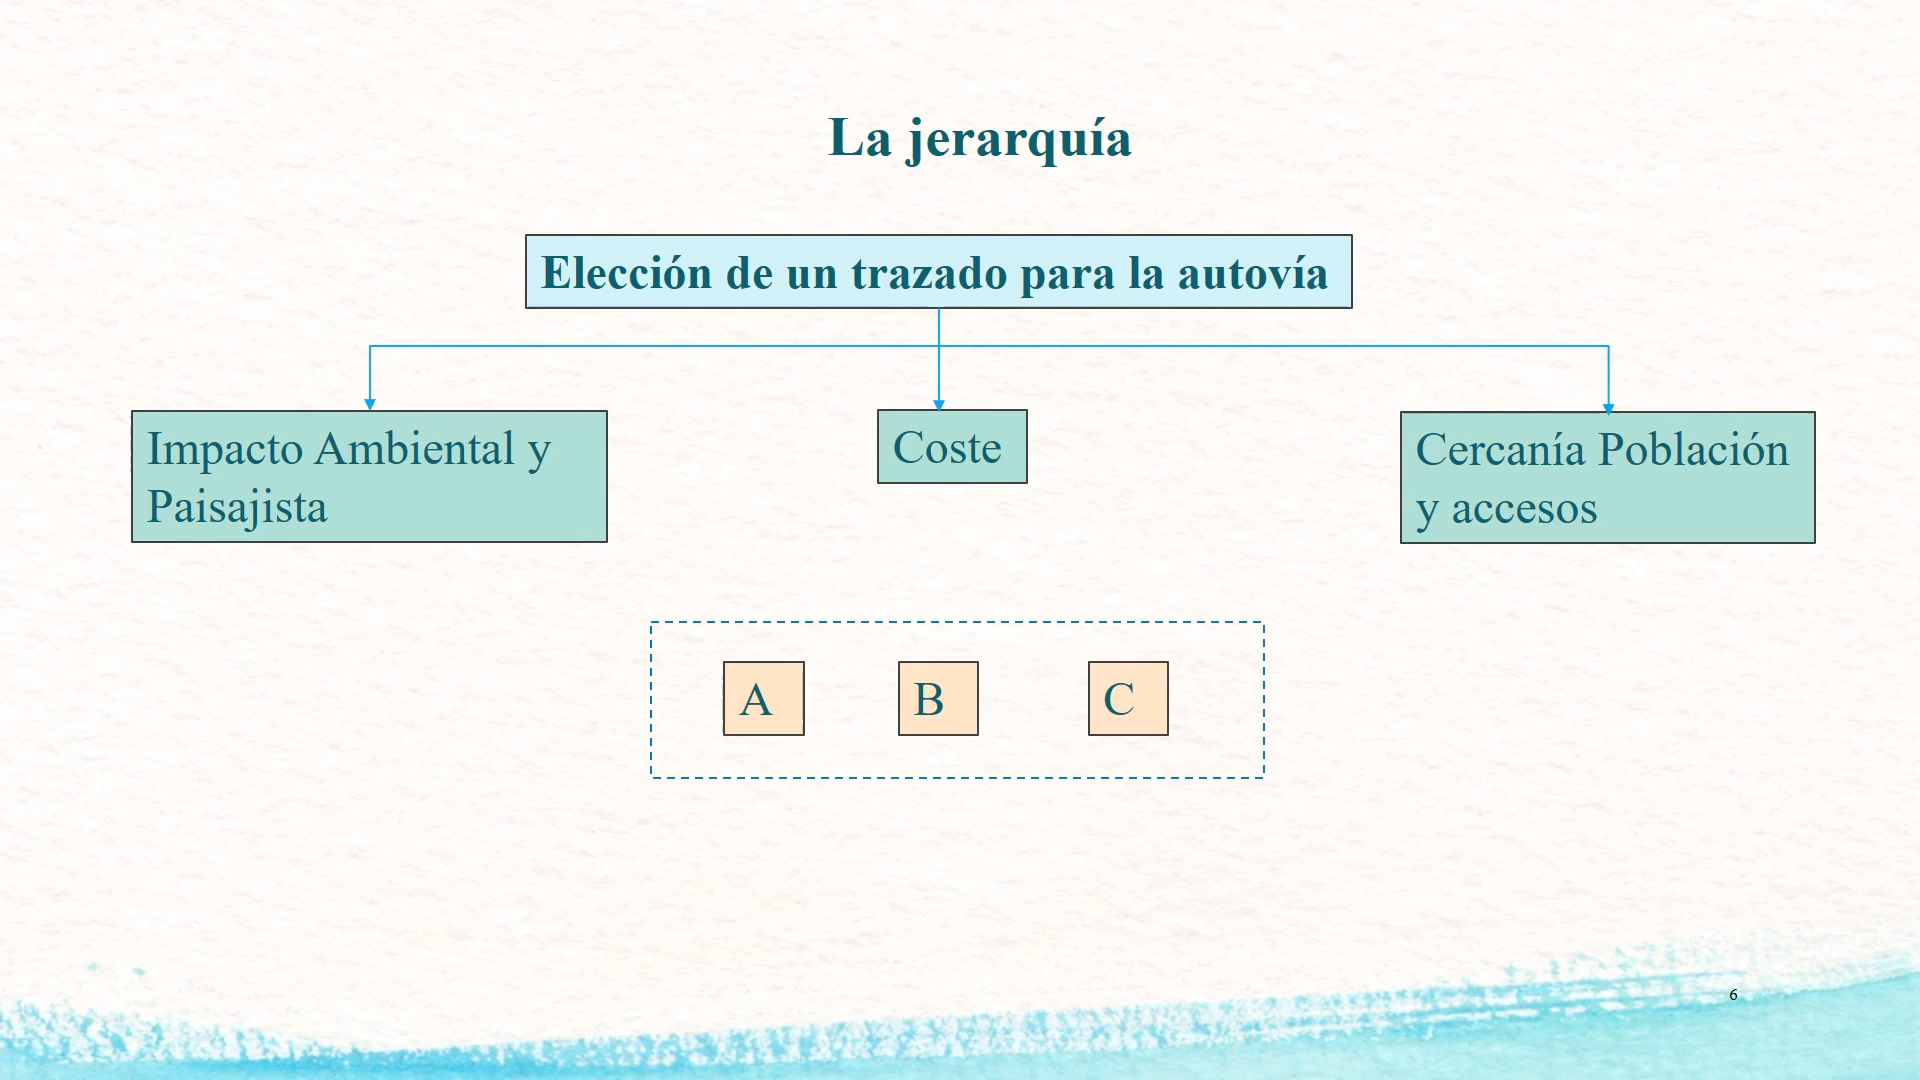 La jerarquía
Elección de un trazado para la autovía
Impacto Ambiental y
Paisajista
Coste
Cercanía Población
y accesos
A
B
C
6